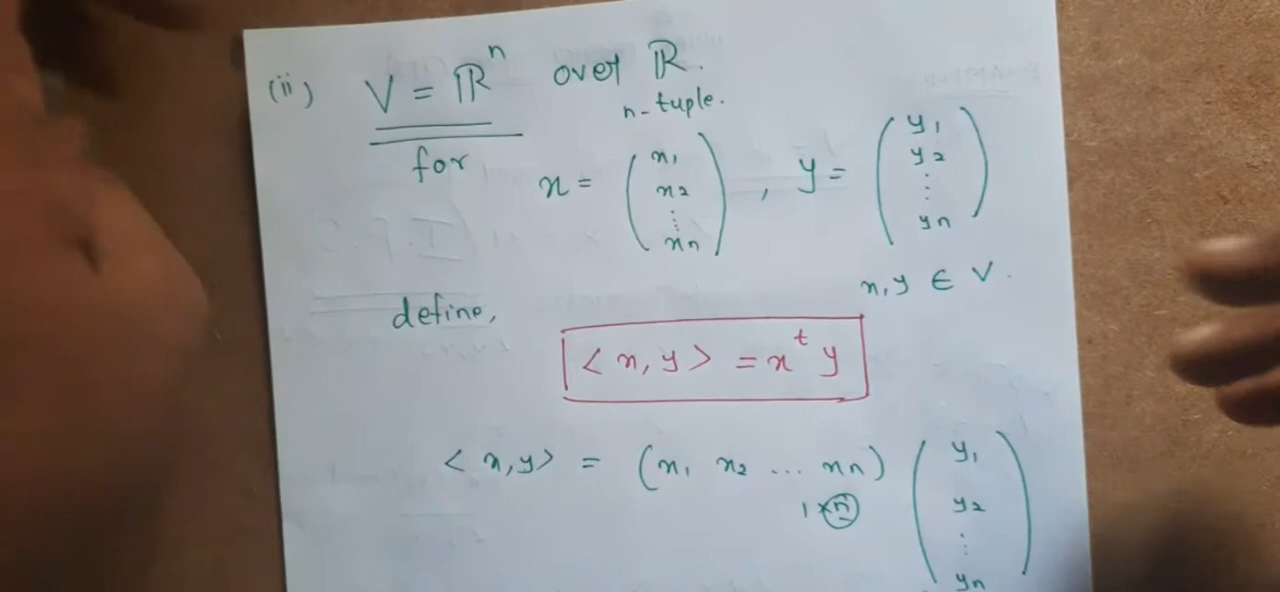 (ii) V = ℝⁿ over ℝ.
n-tuple.
for x = (x₁ x₂ ⋮ xₙ) , y = (y₁ y₂ ⋮ yₙ)
x, y ∈ V.
define,
< x, y > = xᵗ y
< x, y > = (x₁ x₂ ... xₙ) (y₁ y₂ ⋮ yₙ)
1 × n